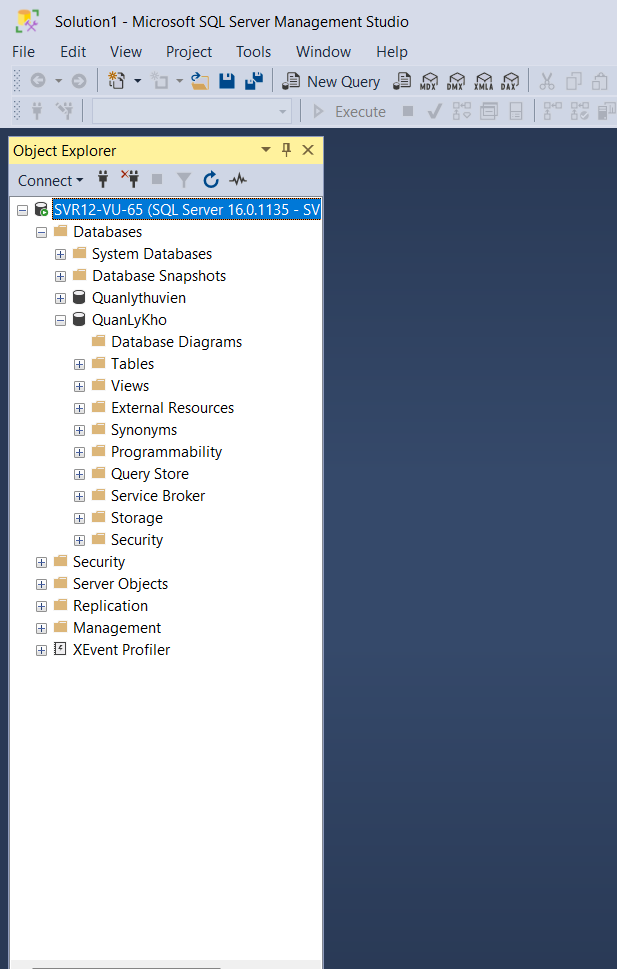 Solution1 - Microsoft SQL Server Management Studio
File Edit View Project Tools Window Help
New Query MDX DMX XMLA DAX
Execute
Object Explorer
Connect
SVR12-VU-65 (SQL Server 16.0.1135 - SV
Databases
System Databases
Database Snapshots
Quanlythuvien
QuanLyKho
Database Diagrams
Tables
Views
External Resources
Synonyms
Programmability
Query Store
Service Broker
Storage
Security
Security
Server Objects
Replication
Management
XEvent Profiler